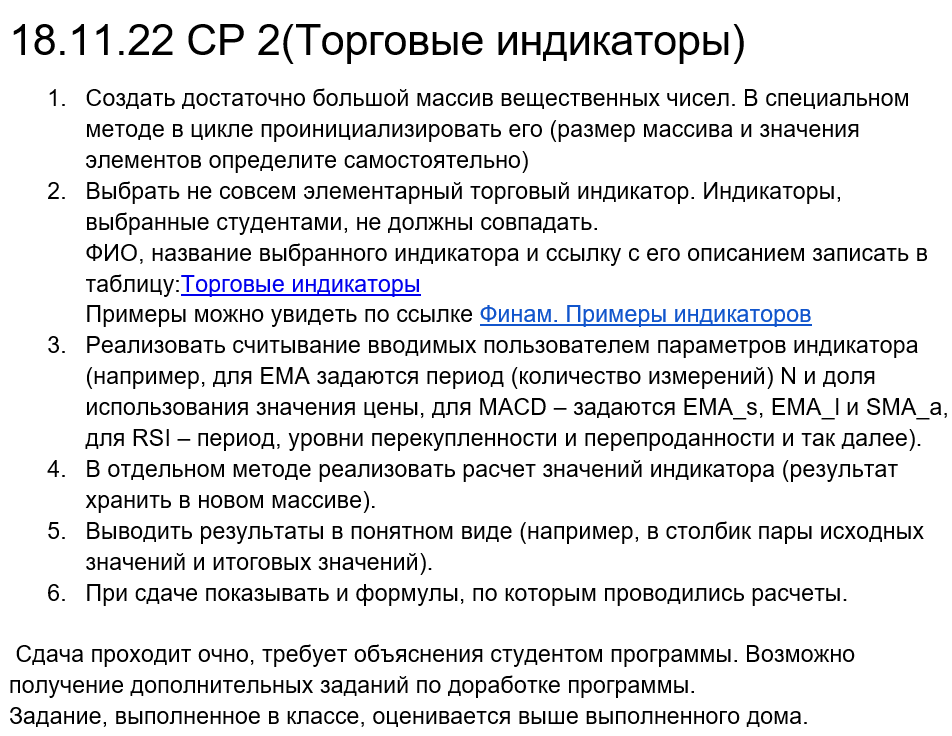 18.11.22 СР 2(Торговые индикаторы)
1. Создать достаточно большой массив вещественных чисел. В специальном
методе в цикле проинициализировать его (размер массива и значения
элементов определите самостоятельно)
2. Выбрать не совсем элементарный торговый индикатор. Индикаторы,
выбранные студентами, не должны совпадать.
ФИО, название выбранного индикатора и ссылку с его описанием записать в
таблицу:Торговые индикаторы
Примеры можно увидеть по ссылке Финам. Примеры индикаторов
3. Реализовать считывание вводимых пользователем параметров индикатора
(например, для EMA задаются период (количество измерений) N и доля
использования значения цены, для MACD – задаются EMA_s, EMA_l и SMA_a,
для RSI – период, уровни перекупленности и перепроданности и так далее).
4. В отдельном методе реализовать расчет значений индикатора (результат
хранить в новом массиве).
5. Выводить результаты в понятном виде (например, в столбик пары исходных
значений и итоговых значений).
6. При сдаче показывать и формулы, по которым проводились расчеты.
Сдача проходит очно, требует объяснения студентом программы. Возможно
получение дополнительных заданий по доработке программы.
Задание, выполненное в классе, оценивается выше выполненного дома.